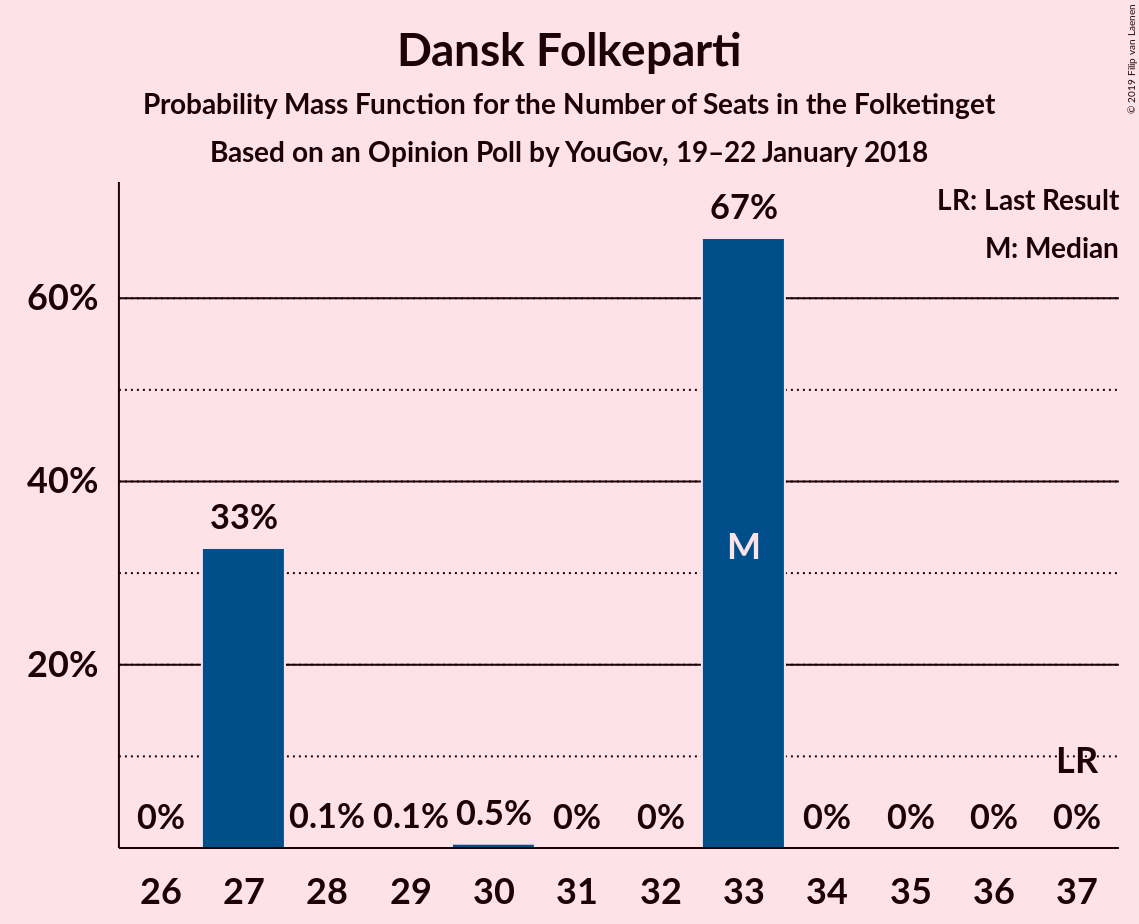 Dansk Folkeparti
Probability Mass Function for the Number of Seats in the Folketinget
Based on an Opinion Poll by YouGov, 19–22 January 2018
© 2019 Filip van Laenen
LR: Last Result
M: Median
60%
40%
20%
0% 33% 0.1% 0.1% 0.5% 0% 0% 67% 0% 0% 0% 0%
M
LR
26 27 28 29 30 31 32 33 34 35 36 37